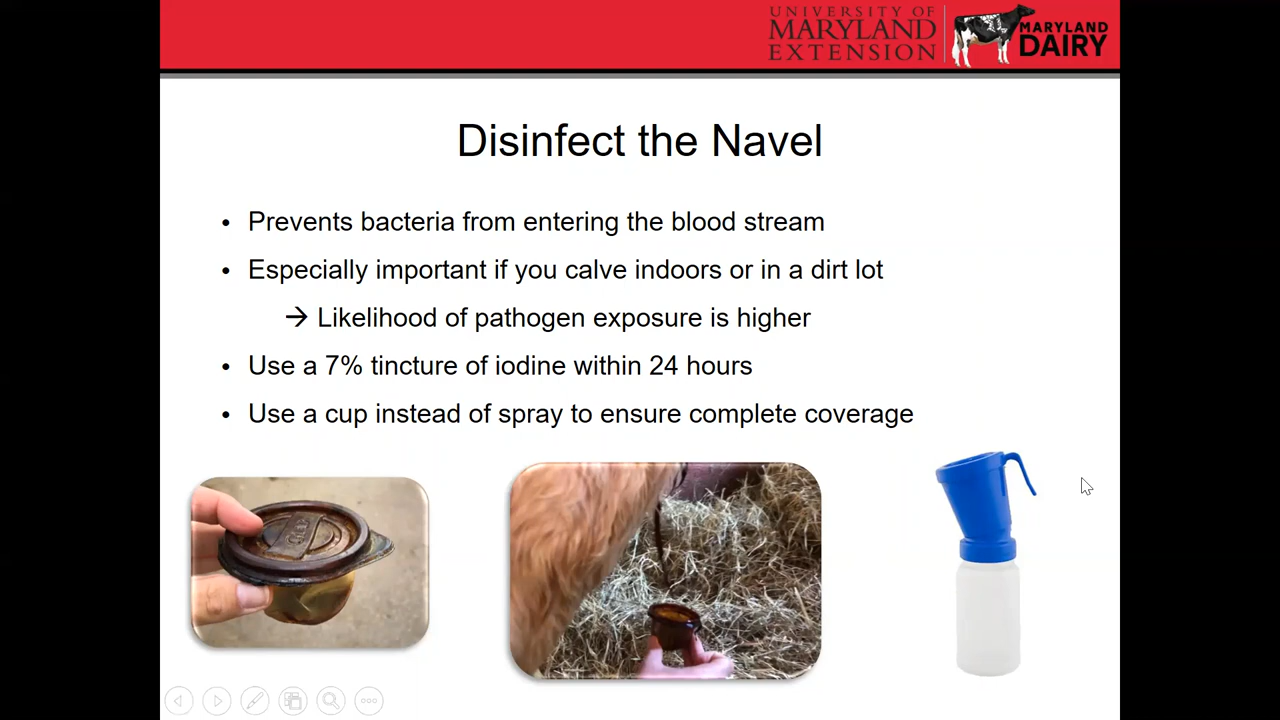 UNIVERSITY OF
MARYLAND
EXTENSION
MARYLAND
DAIRY
Disinfect the Navel
• Prevents bacteria from entering the blood stream
• Especially important if you calve indoors or in a dirt lot
→ Likelihood of pathogen exposure is higher
• Use a 7% tincture of iodine within 24 hours
• Use a cup instead of spray to ensure complete coverage